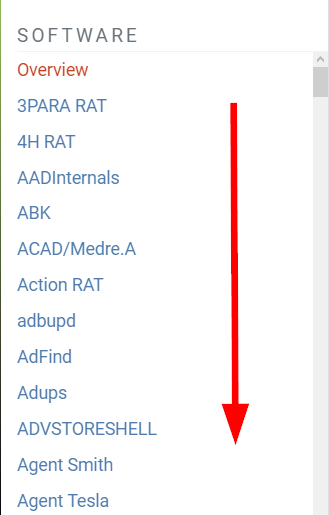 SOFTWARE
Overview
3PARA RAT
4H RAT
AADInternals
ABK
ACAD/Medre.A
Action RAT
adbupd
AdFind
Adups
ADVSTORESHELL
Agent Smith
Agent Tesla